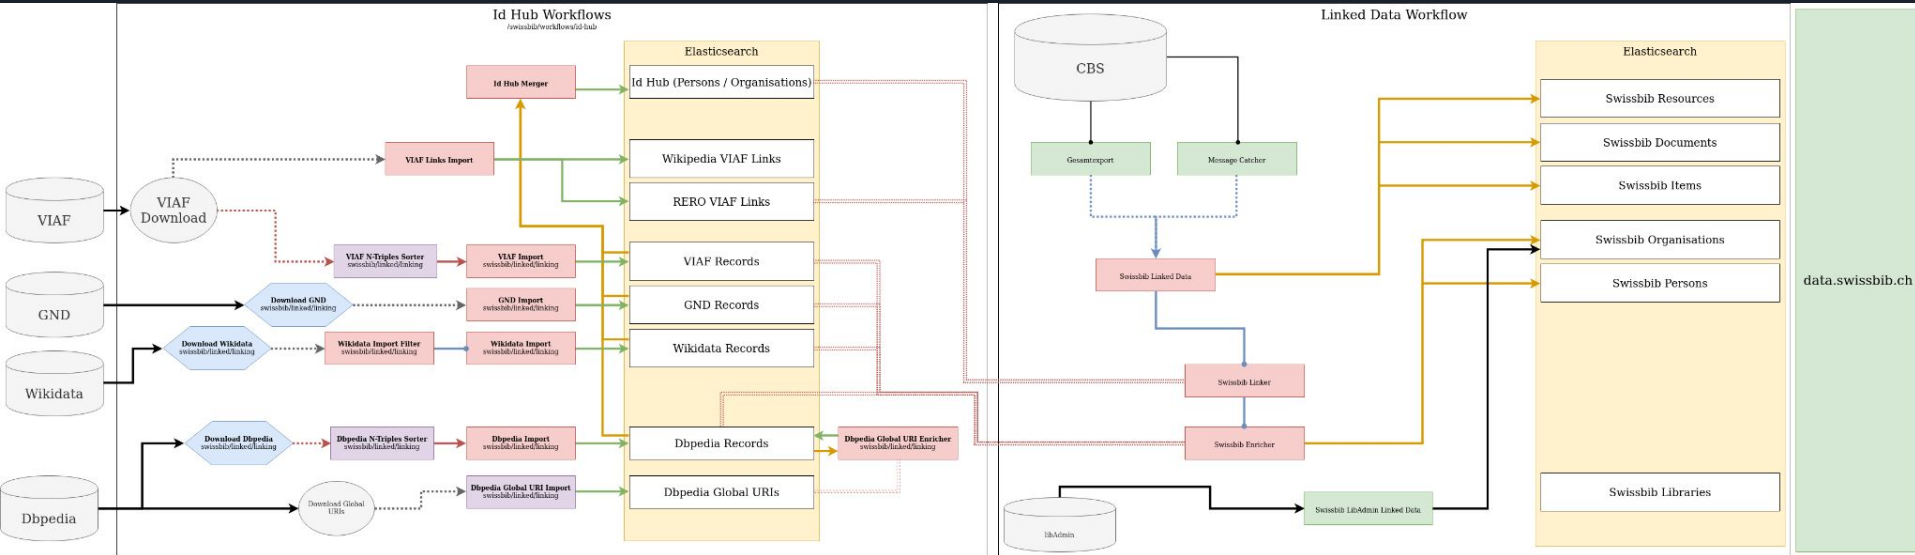 Id Hub Workflows
/swissbib/workflows/id-hub
Elasticsearch
Id Hub Merger
Id Hub (Persons / Organisations)
VIAF Links Import
Wikipedia VIAF Links
RERO VIAF Links
VIAF
VIAF
Download
VIAF N-Triples Sorter
swissbib/linked/linking
VIAF Import
swissbib/linked/linking
VIAF Records
GND
Download GND
swissbib/linked/linking
GND Import
swissbib/linked/linking
GND Records
Wikidata
Download Wikidata
swissbib/linked/linking
Wikidata Import Filter
swissbib/linked/linking
Wikidata Import
swissbib/linked/linking
Wikidata Records
Dbpedia
Download Dbpedia
swissbib/linked/linking
Dbpedia N-Triples Sorter
swissbib/linked/linking
Dbpedia Import
swissbib/linked/linking
Dbpedia Records
Dbpedia Global URI Enricher
swissbib/linked/linking
Download Global
URIs
Dbpedia Global URI Import
swissbib/linked/linking
Dbpedia Global URIs
Linked Data Workflow
CBS
Gesamtexport
Message Catcher
Swissbib Linked Data
Swissbib Linker
Swissbib Enricher
libAdmin
Swissbib LibAdmin Linked Data
Elasticsearch
Swissbib Resources
Swissbib Documents
Swissbib Items
Swissbib Organisations
Swissbib Persons
Swissbib Libraries
data.swissbib.ch